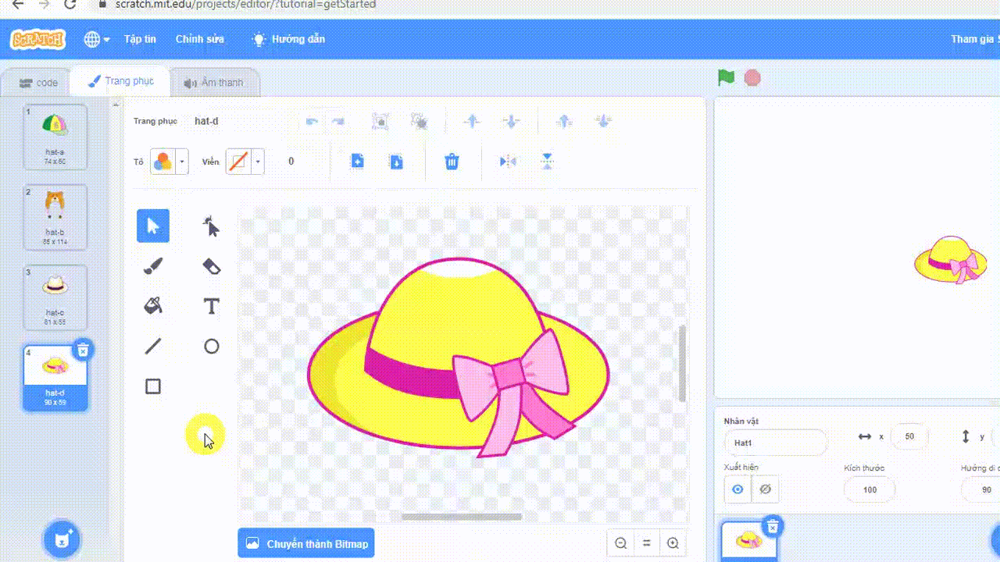 scratch.mit.edu/projects/editor/?tutorial=getStarted
SCRATCH
Tập tin
Chỉnh sửa
Hướng dẫn
Tham gia S
code
Trang phục
Âm thanh
1
hat-a
74 x 60
2
hat-b
85 x 114
3
hat-c
81 x 55
4
hat-d
90 x 59
Trang phục
hat-d
Tô
Viền
0
T
Chuyển thành Bitmap
Nhân vật
Hat1
x
50
y
Xuất hiện
Kích thước
100
Hướng di c
90